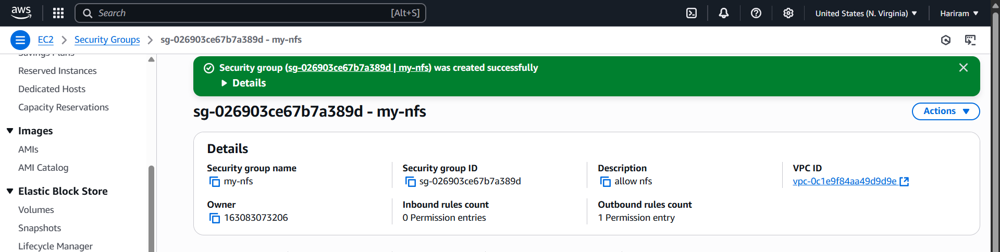 aws
Search
[Alt+S]
United States (N. Virginia)
Hariram
EC2
Security Groups
sg-026903ce67b7a389d - my-nfs
Savings Plans
Reserved Instances
Dedicated Hosts
Capacity Reservations
Images
AMIs
AMI Catalog
Elastic Block Store
Volumes
Snapshots
Lifecycle Manager
Security group (sg-026903ce67b7a389d | my-nfs) was created successfully
Details
sg-026903ce67b7a389d - my-nfs
Actions
Details
Security group name
my-nfs
Security group ID
sg-026903ce67b7a389d
Description
allow nfs
VPC ID
vpc-0c1e9f84aa49d9d9e
Owner
163083073206
Inbound rules count
0 Permission entries
Outbound rules count
1 Permission entry